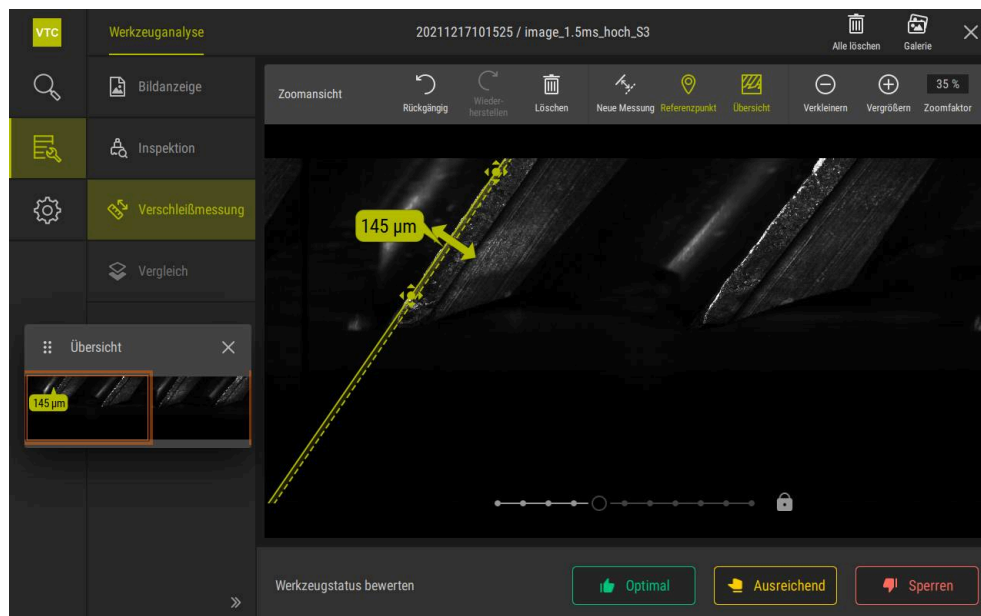 VTC
Werkzeuganalyse
20211217101525 / image_1.5ms_hoch_S3
Alle löschen
Galerie
Bildanzeige
Inspektion
Verschleißmessung
Vergleich
Zoomansicht
Rückgängig
Wieder-
herstellen
Löschen
Neue Messung
Referenzpunkt
Übersicht
Verkleinern
Vergrößern
35 %
Zoomfaktor
145 µm
Übersicht
145 µm
Werkzeugstatus bewerten
Optimal
Ausreichend
Sperren